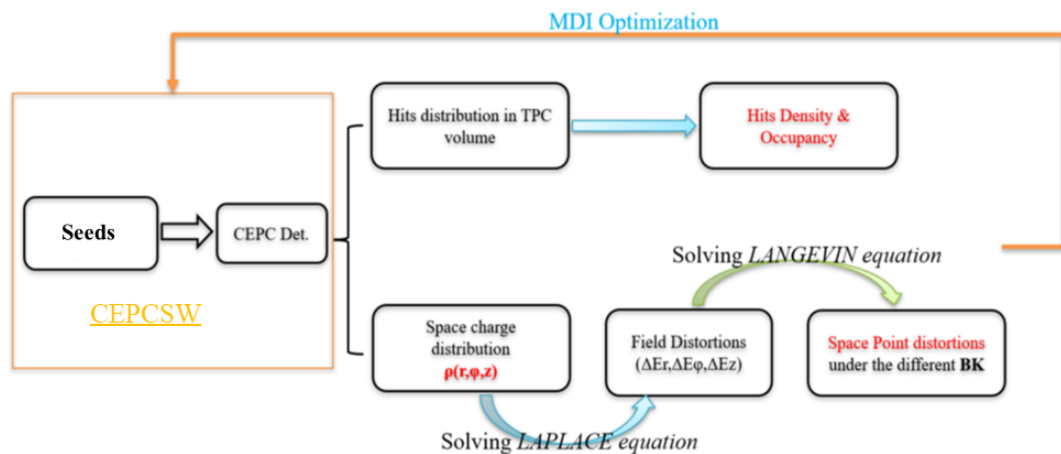 MDI Optimization
Hits distribution in TPC
volume
Hits Density &
Occupancy
Seeds
CEPC Det.
CEPCSW
Solving LANGEVIN equation
Space charge
distribution
ρ(r,φ,z)
Field Distortions
(ΔEr,ΔEφ,ΔEz)
Space Point distortions
under the different BK
Solving LAPLACE equation